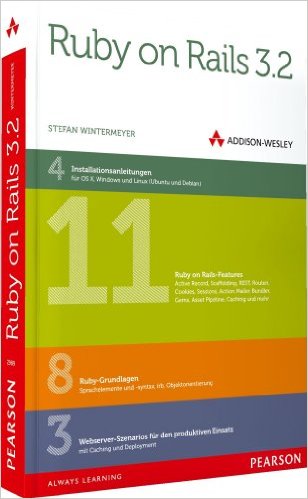 Ruby on Rails 3.2
STEFAN WINTERMEYER
ADDISON-WESLEY
4
Installationsanleitungen
für OS X, Windows und Linux (Ubuntu und Debian)
11
Ruby on Rails-Features
Active Record, Scaffolding, REST, Routen,
Cookies, Sessions, Action Mailer, Bundler,
Gems, Asset Pipeline, Caching und mehr
8
Ruby-Grundlagen
Sprachelemente und -syntax, irb, Objektorientierung
3
Webserver-Szenarios für den produktiven Einsatz
mit Caching und Deployment
ALWAYS LEARNING
PEARSON
WINTERMEYER
Ruby on Rails 3.2
PEARSON